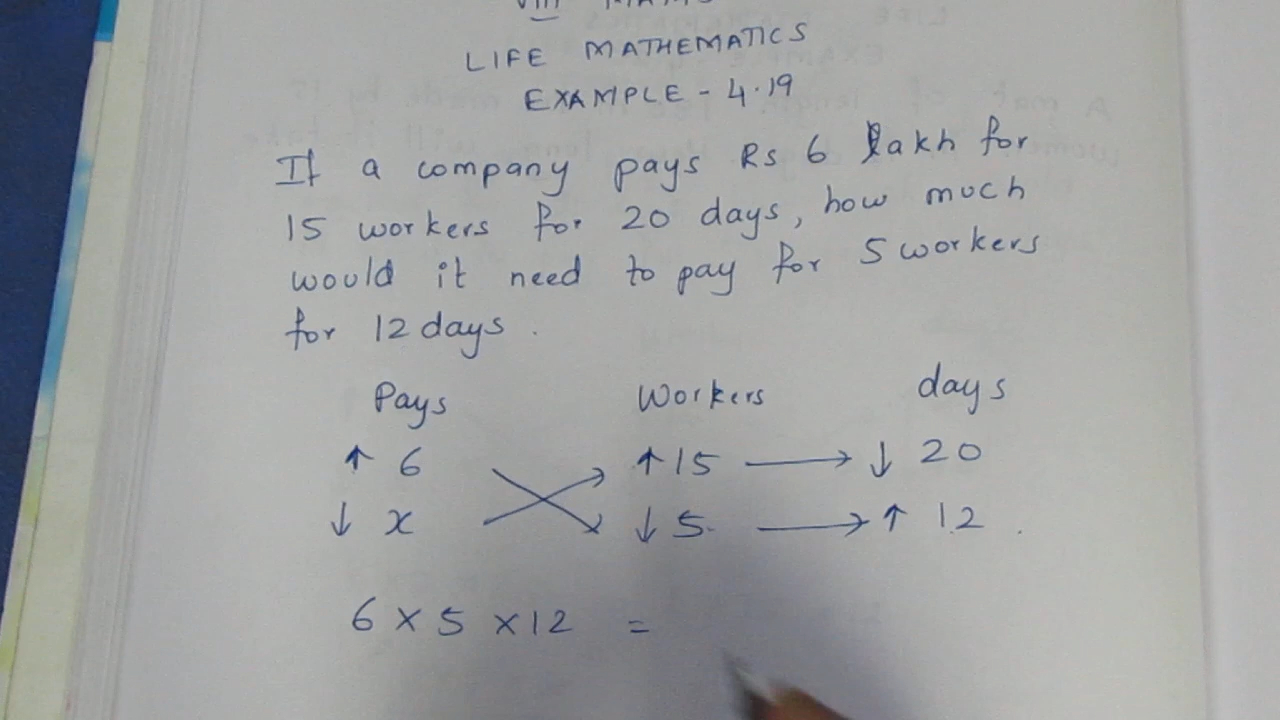 VIII MATHS
LIFE MATHEMATICS
EXAMPLE - 4.19
If a company pays Rs 6 lakh for
15 workers for 20 days, how much
would it need to pay for 5 workers
for 12 days.
Pays Workers days
↑ 6 ↑ 15 → ↓ 20
↓ x ↓ 5 → ↑ 12
6 × 5 × 12 =